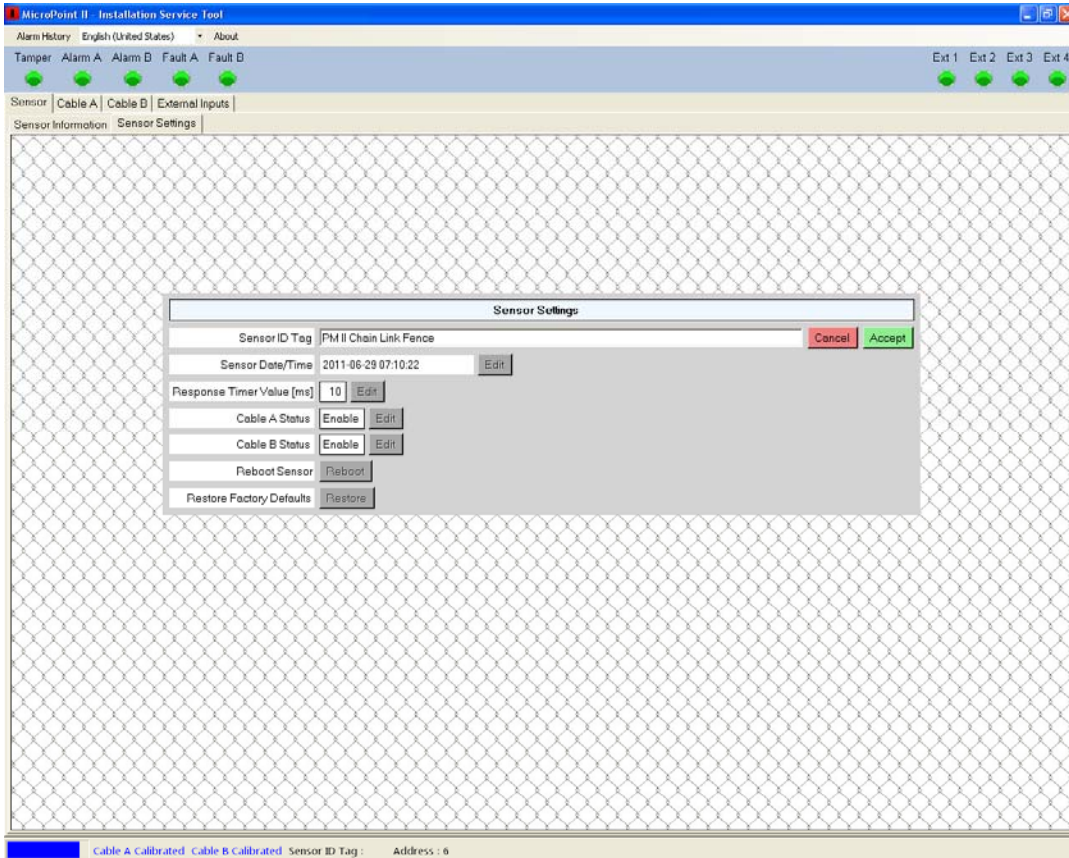 MicroPoint II - Installation Service Tool
Alarm History English (United States) About
Tamper Alarm A Alarm B Fault A Fault B Ext 1 Ext 2 Ext 3 Ext 4
Sensor Cable A Cable B External Inputs
Sensor Information Sensor Settings
Sensor Settings
Sensor ID Tag PM II Chain Link Fence Cancel Accept
Sensor Date/Time 2011-06-29 07:10:22 Edit
Response Timer Value [ms] 10 Edit
Cable A Status Enable Edit
Cable B Status Enable Edit
Reboot Sensor Reboot
Restore Factory Defaults Restore
Cable A Calibrated Cable B Calibrated Sensor ID Tag : Address : 6